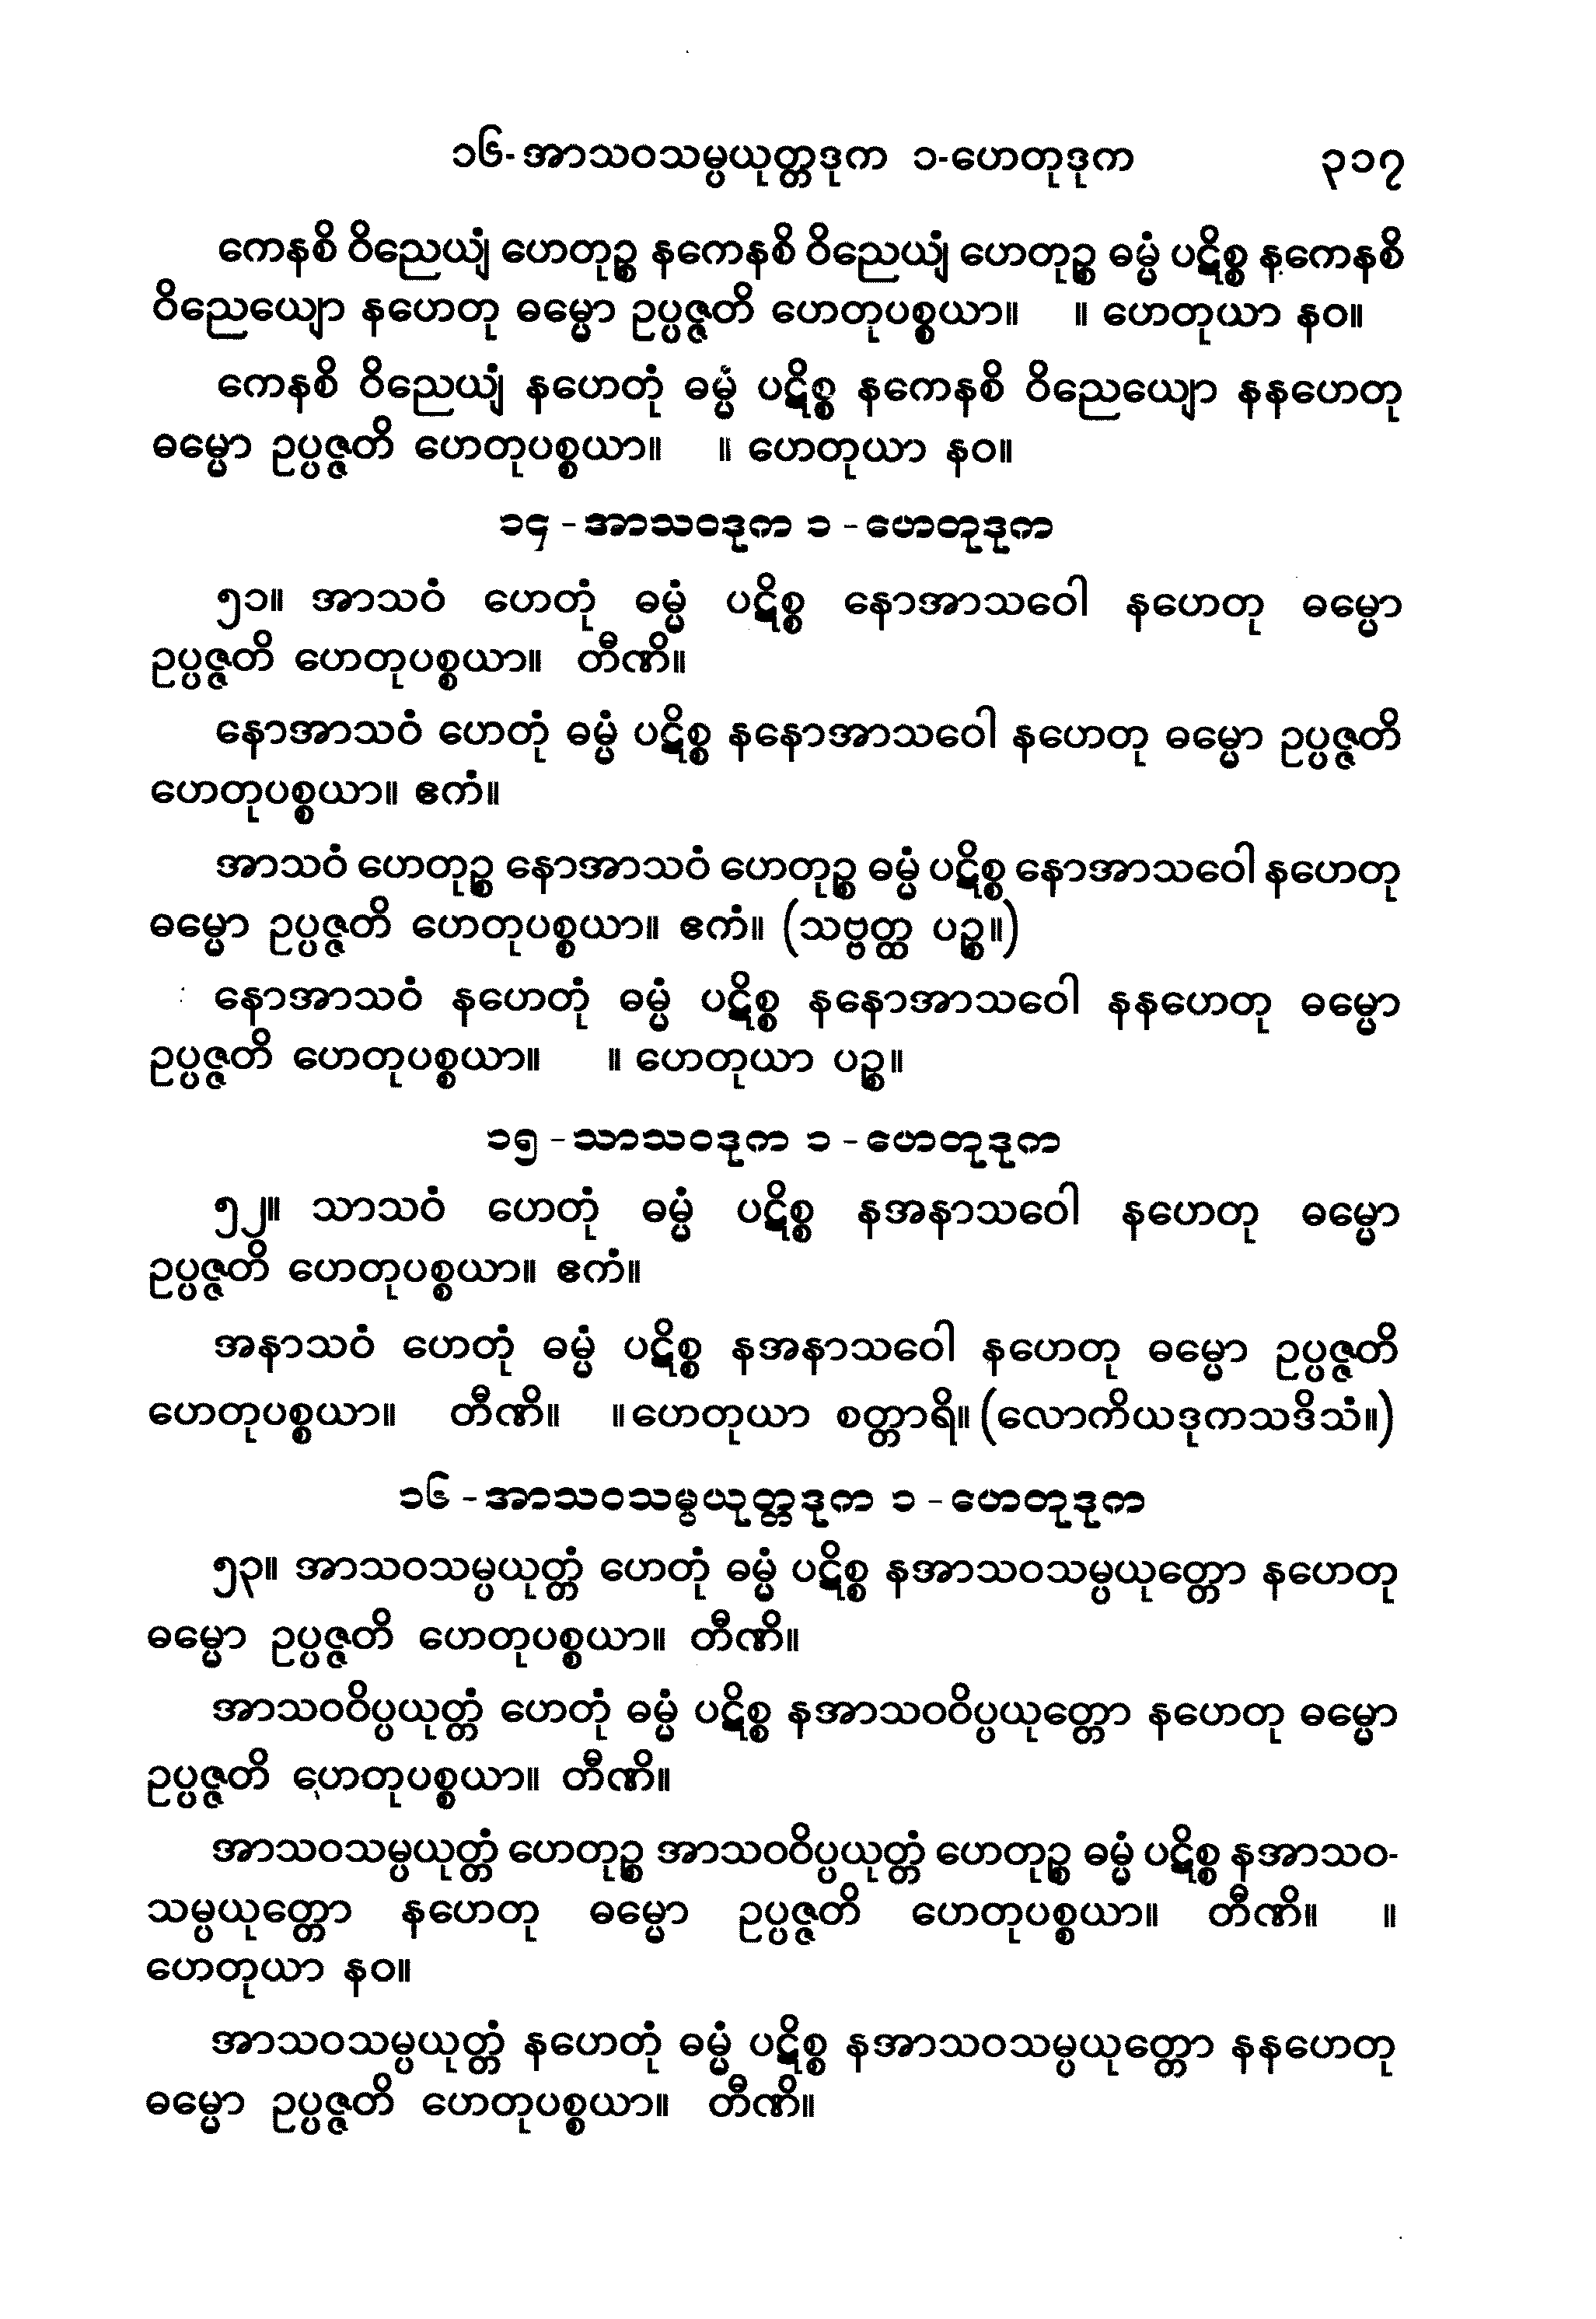 ၁၆-အာသဝသမ္ပယုတ္တဒုက ၁-ဟေတုဒုက ၃၁၇
ကေနစိ ဝိညေယျံ ဟေတုဉ္စ နကေနစိ ဝိညေယျံ ဟေတုဉ္စ ဓမ္မံ ပဋိစ္စ နကေနစိ
ဝိညေယျော နဟေတု ဓမ္မော ဥပ္ပဇ္ဇတိ ဟေတုပစ္စယာ။ ။ ဟေတုယာ နဝ။
ကေနစိ ဝိညေယျံ နဟေတုံ ဓမ္မံ ပဋိစ္စ နကေနစိ ဝိညေယျော နနဟေတု
ဓမ္မော ဥပ္ပဇ္ဇတိ ဟေတုပစ္စယာ။ ။ ဟေတုယာ နဝ။
၁၄ - အာသဝဒုက ၁ - ဟေတုဒုက
၅၁။ အာသဝံ ဟေတုံ ဓမ္မံ ပဋိစ္စ နောအာသဝေါ နဟေတု ဓမ္မော
ဥပ္ပဇ္ဇတိ ဟေတုပစ္စယာ။ တီဏိ။
နောအာသဝံ ဟေတုံ ဓမ္မံ ပဋိစ္စ နနောအာသဝေါ နဟေတု ဓမ္မော ဥပ္ပဇ္ဇတိ
ဟေတုပစ္စယာ။ ဧကံ။
အာသဝံ ဟေတုဉ္စ နောအာသဝံ ဟေတုဉ္စ ဓမ္မံ ပဋိစ္စ နောအာသဝေါ နဟေတု
ဓမ္မော ဥပ္ပဇ္ဇတိ ဟေတုပစ္စယာ။ ဧကံ။ (သဗ္ဗတ္ထ ပဉ္စ။)
နောအာသဝံ နဟေတုံ ဓမ္မံ ပဋိစ္စ နနောအာသဝေါ နနဟေတု ဓမ္မော
ဥပ္ပဇ္ဇတိ ဟေတုပစ္စယာ။ ။ ဟေတုယာ ပဉ္စ။
၁၅ - သာသဝဒုက ၁ - ဟေတုဒုက
၅၂။ သာသဝံ ဟေတုံ ဓမ္မံ ပဋိစ္စ နအနာသဝေါ နဟေတု ဓမ္မော
ဥပ္ပဇ္ဇတိ ဟေတုပစ္စယာ။ ဧကံ။
အနာသဝံ ဟေတုံ ဓမ္မံ ပဋိစ္စ နအနာသဝေါ နဟေတု ဓမ္မော ဥပ္ပဇ္ဇတိ
ဟေတုပစ္စယာ။ တီဏိ။ ။ဟေတုယာ စတ္တာရိ။ (လောကိယဒုကသဒိသံ။)
၁၆ - အာသဝသမ္ပယုတ္တဒုက ၁ - ဟေတုဒုက
၅၃။ အာသဝသမ္ပယုတ္တံ ဟေတုံ ဓမ္မံ ပဋိစ္စ နအာသဝသမ္ပယုတ္တော နဟေတု
ဓမ္မော ဥပ္ပဇ္ဇတိ ဟေတုပစ္စယာ။ တီဏိ။
အာသဝဝိပ္ပယုတ္တံ ဟေတုံ ဓမ္မံ ပဋိစ္စ နအာသဝဝိပ္ပယုတ္တော နဟေတု ဓမ္မော
ဥပ္ပဇ္ဇတိ ဟေတုပစ္စယာ။ တီဏိ။
အာသဝသမ္ပယုတ္တံ ဟေတုဉ္စ အာသဝဝိပ္ပယုတ္တံ ဟေတုဉ္စ ဓမ္မံ ပဋိစ္စ နအာသဝ-
သမ္ပယုတ္တော နဟေတု ဓမ္မော ဥပ္ပဇ္ဇတိ ဟေတုပစ္စယာ။ တီဏိ။ ။
ဟေတုယာ နဝ။
အာသဝသမ္ပယုတ္တံ နဟေတုံ ဓမ္မံ ပဋိစ္စ နအာသဝသမ္ပယုတ္တော နနဟေတု
ဓမ္မော ဥပ္ပဇ္ဇတိ ဟေတုပစ္စယာ။ တီဏိ။